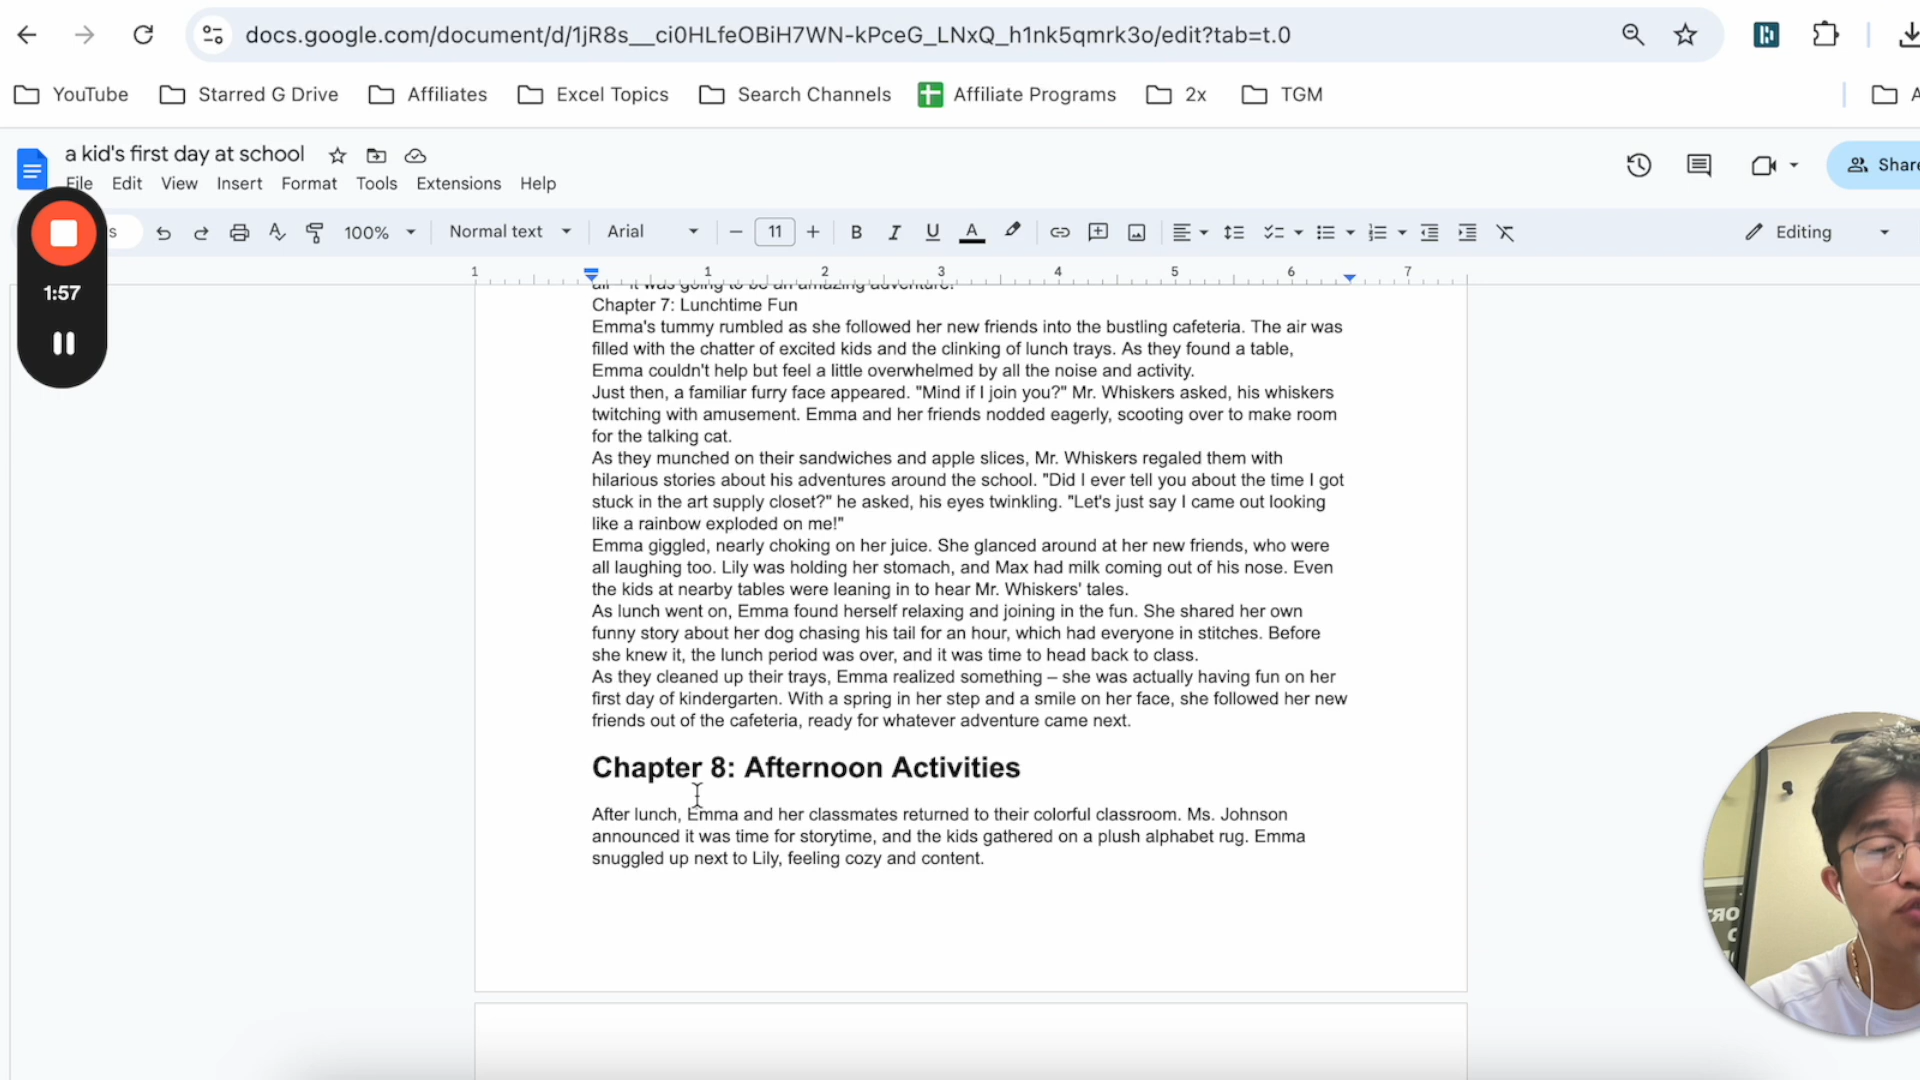 docs.google.com/document/d/1jR8s__ci0HLfeOBiH7WN-kPceG_LNxQ_h1nk5qmrk3o/edit?tab=t.0
YouTube Starred G Drive Affiliates Excel Topics Search Channels Affiliate Programs 2x TGM
a kid's first day at school
Share
File Edit View Insert Format Tools Extensions Help
s 100% Normal text Arial 11 B I U A Editing
1 1 2 3 4 5 6 7
1:57
all – it was going to be an amazing adventure!
Chapter 7: Lunchtime Fun
Emma's tummy rumbled as she followed her new friends into the bustling cafeteria. The air was
filled with the chatter of excited kids and the clinking of lunch trays. As they found a table,
Emma couldn't help but feel a little overwhelmed by all the noise and activity.
Just then, a familiar furry face appeared. "Mind if I join you?" Mr. Whiskers asked, his whiskers
twitching with amusement. Emma and her friends nodded eagerly, scooting over to make room
for the talking cat.
As they munched on their sandwiches and apple slices, Mr. Whiskers regaled them with
hilarious stories about his adventures around the school. "Did I ever tell you about the time I got
stuck in the art supply closet?" he asked, his eyes twinkling. "Let's just say I came out looking
like a rainbow exploded on me!"
Emma giggled, nearly choking on her juice. She glanced around at her new friends, who were
all laughing too. Lily was holding her stomach, and Max had milk coming out of his nose. Even
the kids at nearby tables were leaning in to hear Mr. Whiskers' tales.
As lunch went on, Emma found herself relaxing and joining in the fun. She shared her own
funny story about her dog chasing his tail for an hour, which had everyone in stitches. Before
she knew it, the lunch period was over, and it was time to head back to class.
As they cleaned up their trays, Emma realized something – she was actually having fun on her
first day of kindergarten. With a spring in her step and a smile on her face, she followed her new
friends out of the cafeteria, ready for whatever adventure came next.
Chapter 8: Afternoon Activities
After lunch, Emma and her classmates returned to their colorful classroom. Ms. Johnson
announced it was time for storytime, and the kids gathered on a plush alphabet rug. Emma
snuggled up next to Lily, feeling cozy and content.